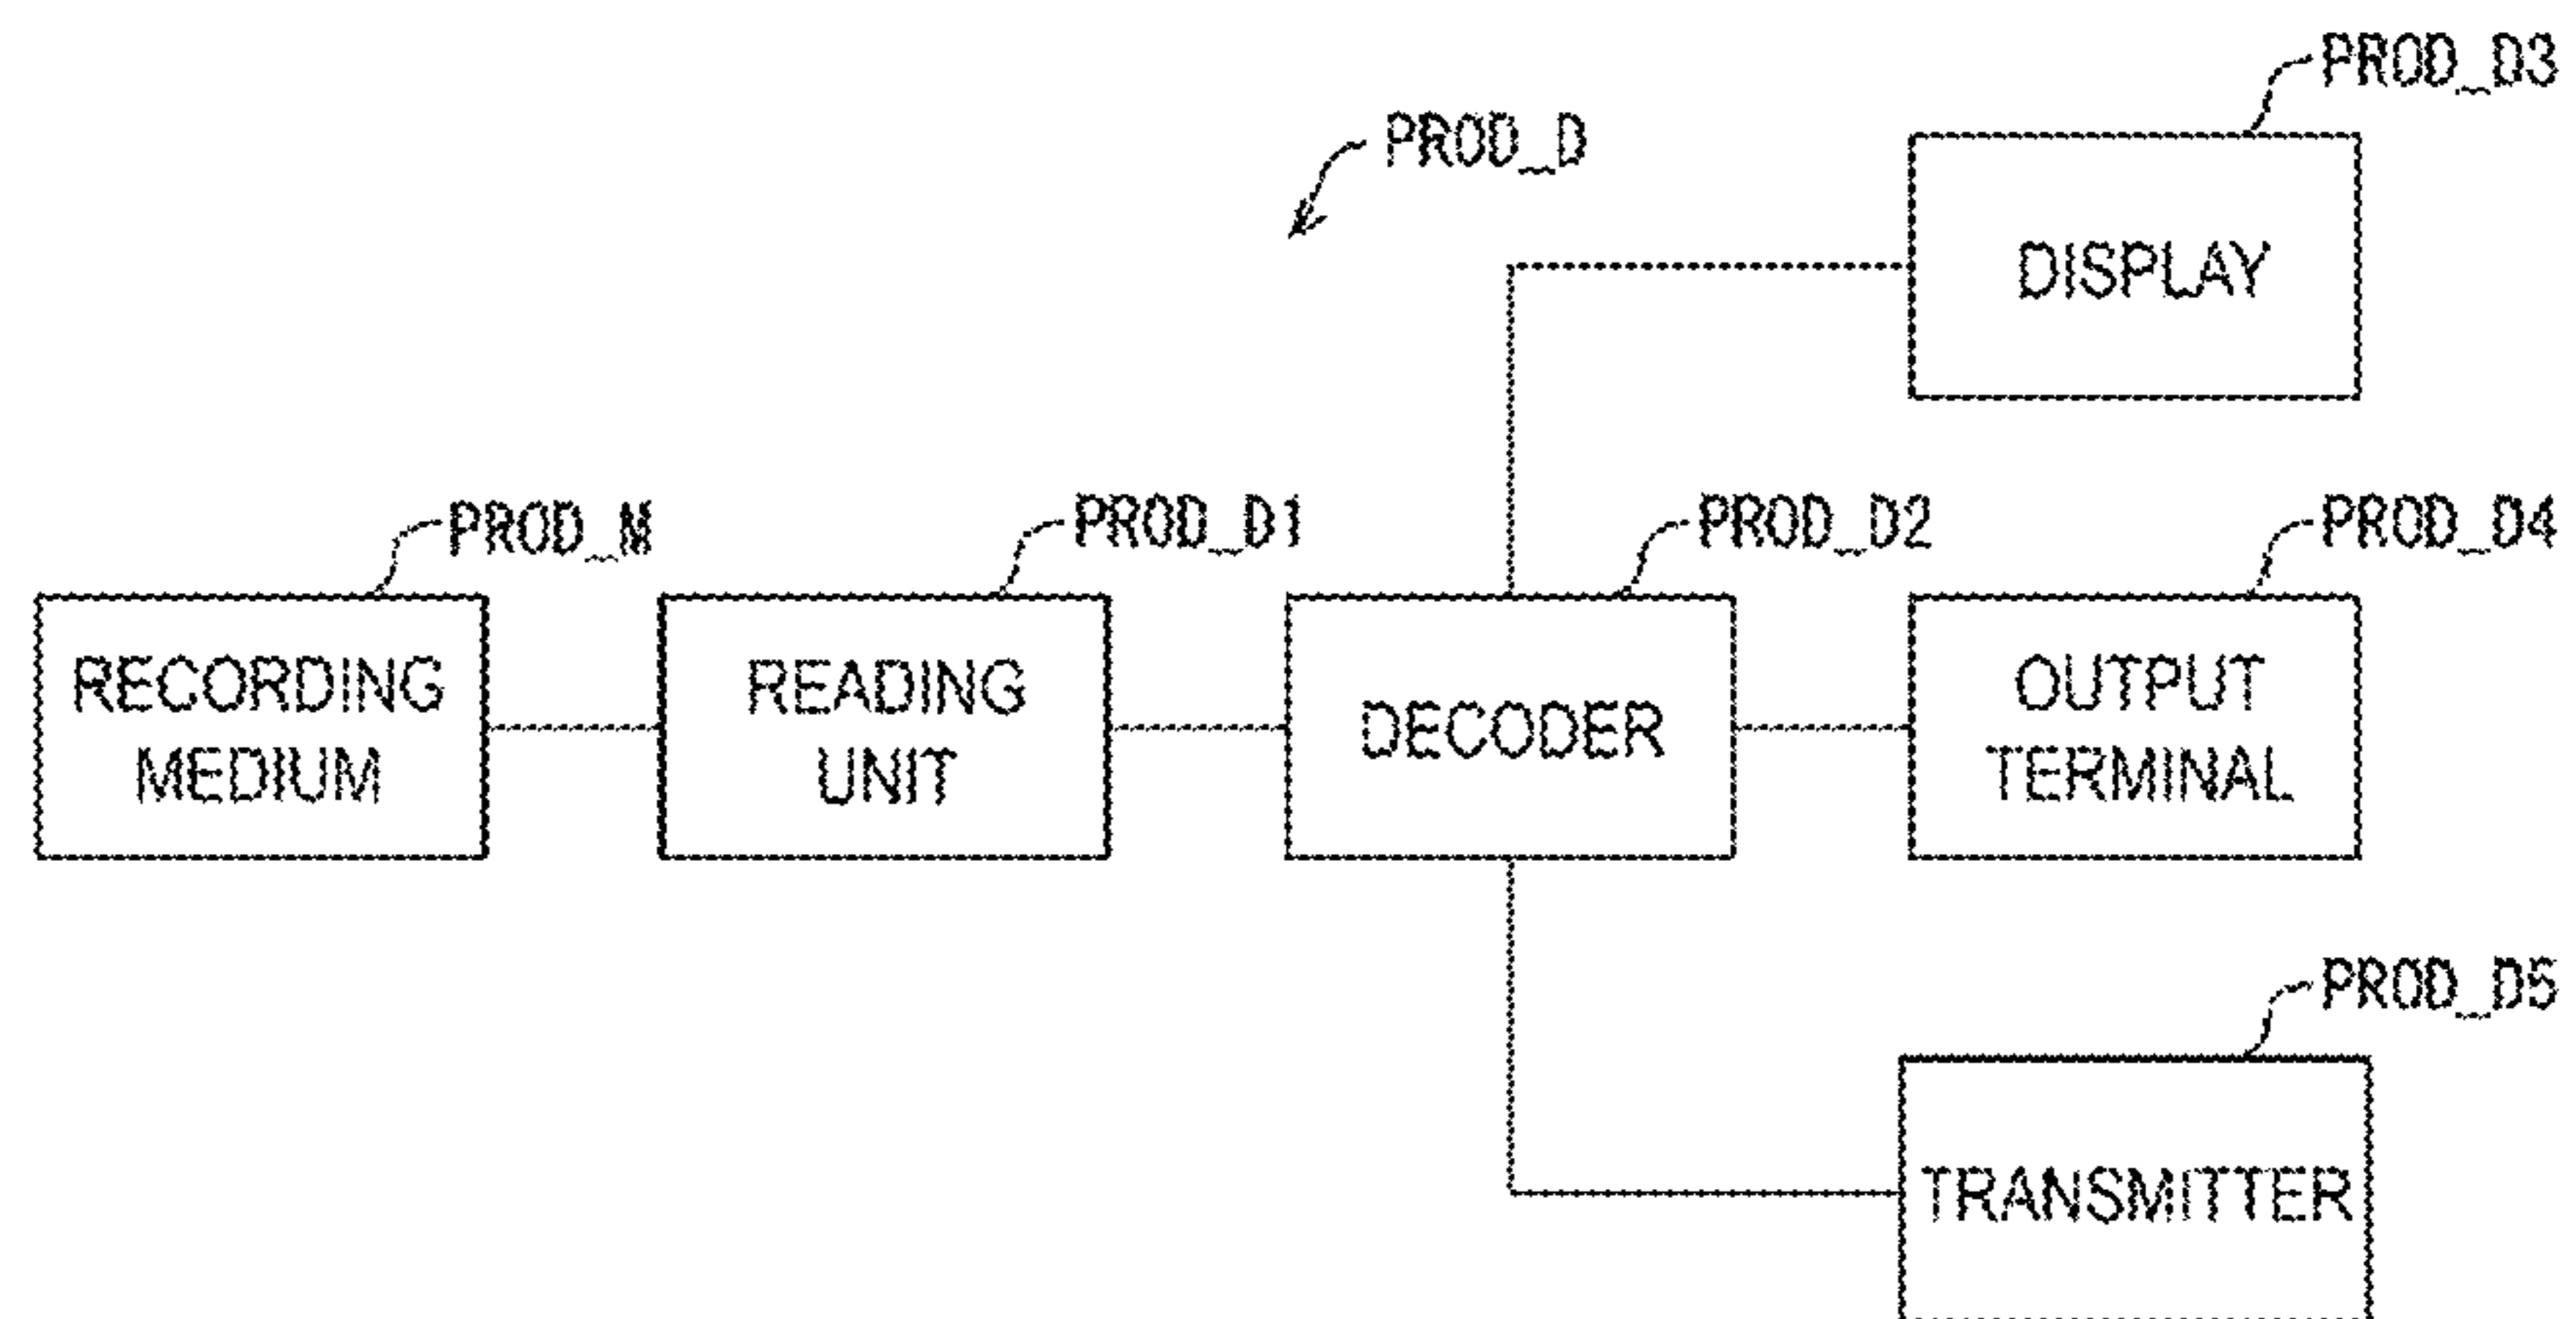 PROD_D3
PROD_D
DISPLAY
PROD_M
PROD_D1
PROD_D2
PROD_D4
RECORDING
MEDIUM
READING
UNIT
DECODER
OUTPUT
TERMINAL
PROD_D5
TRANSMITTER